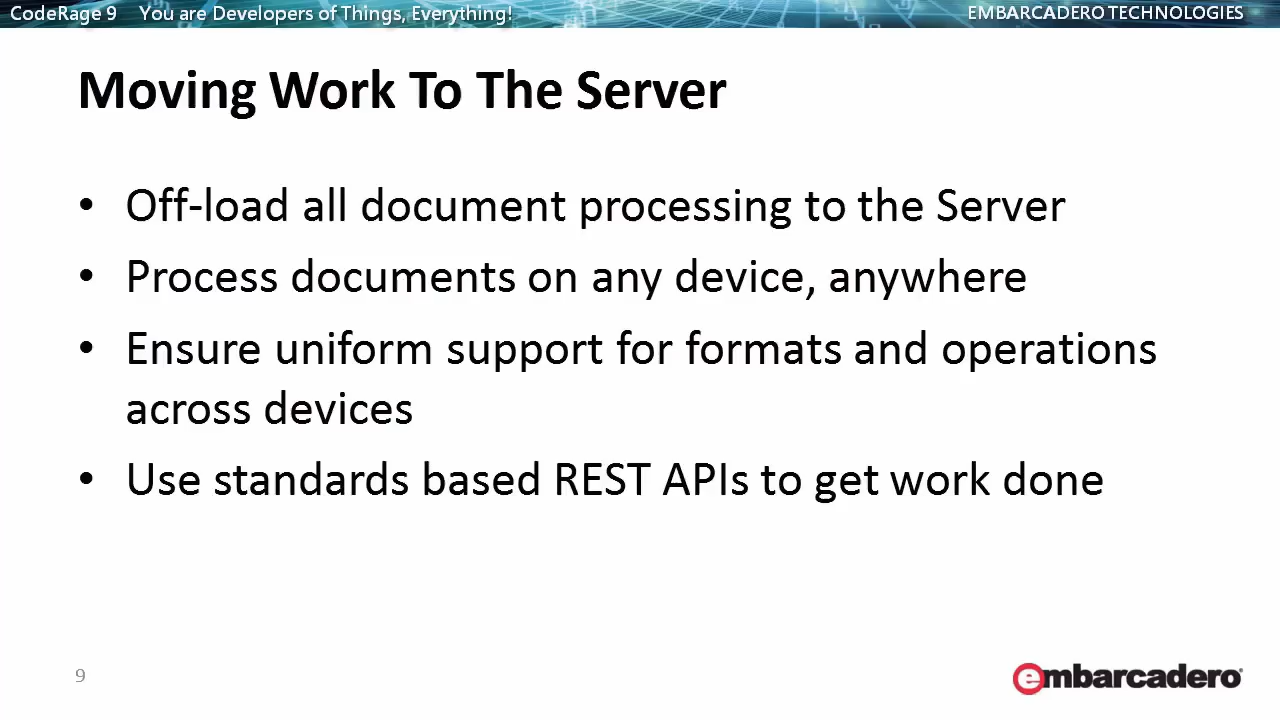 CodeRage 9 You are Developers of Things, Everything!
EMBARCADERO TECHNOLOGIES
Moving Work To The Server
• Off-load all document processing to the Server
• Process documents on any device, anywhere
• Ensure uniform support for formats and operations
across devices
• Use standards based REST APIs to get work done
9
embarcadero